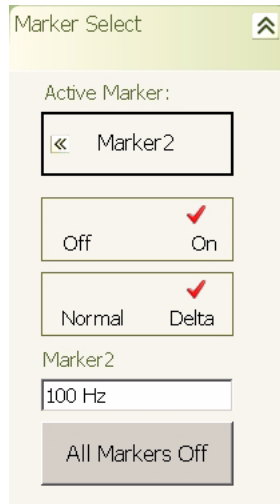 Marker Select
Active Marker:
Marker2
Off On
Normal Delta
Marker2
100 Hz
All Markers Off